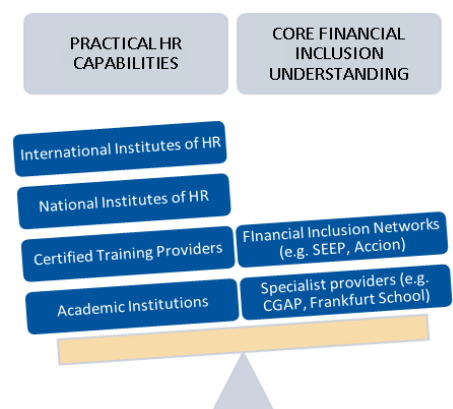 PRACTICAL HR
CAPABILITIES
CORE FINANCIAL
INCLUSION
UNDERSTANDING
International Institutes of HR
National Institutes of HR
Certified Training Providers
Academic Institutions
FInancial Inclusion Networks
(e.g. SEEP, Accion)
Specialist providers (e.g.
CGAP, Frankfurt School)